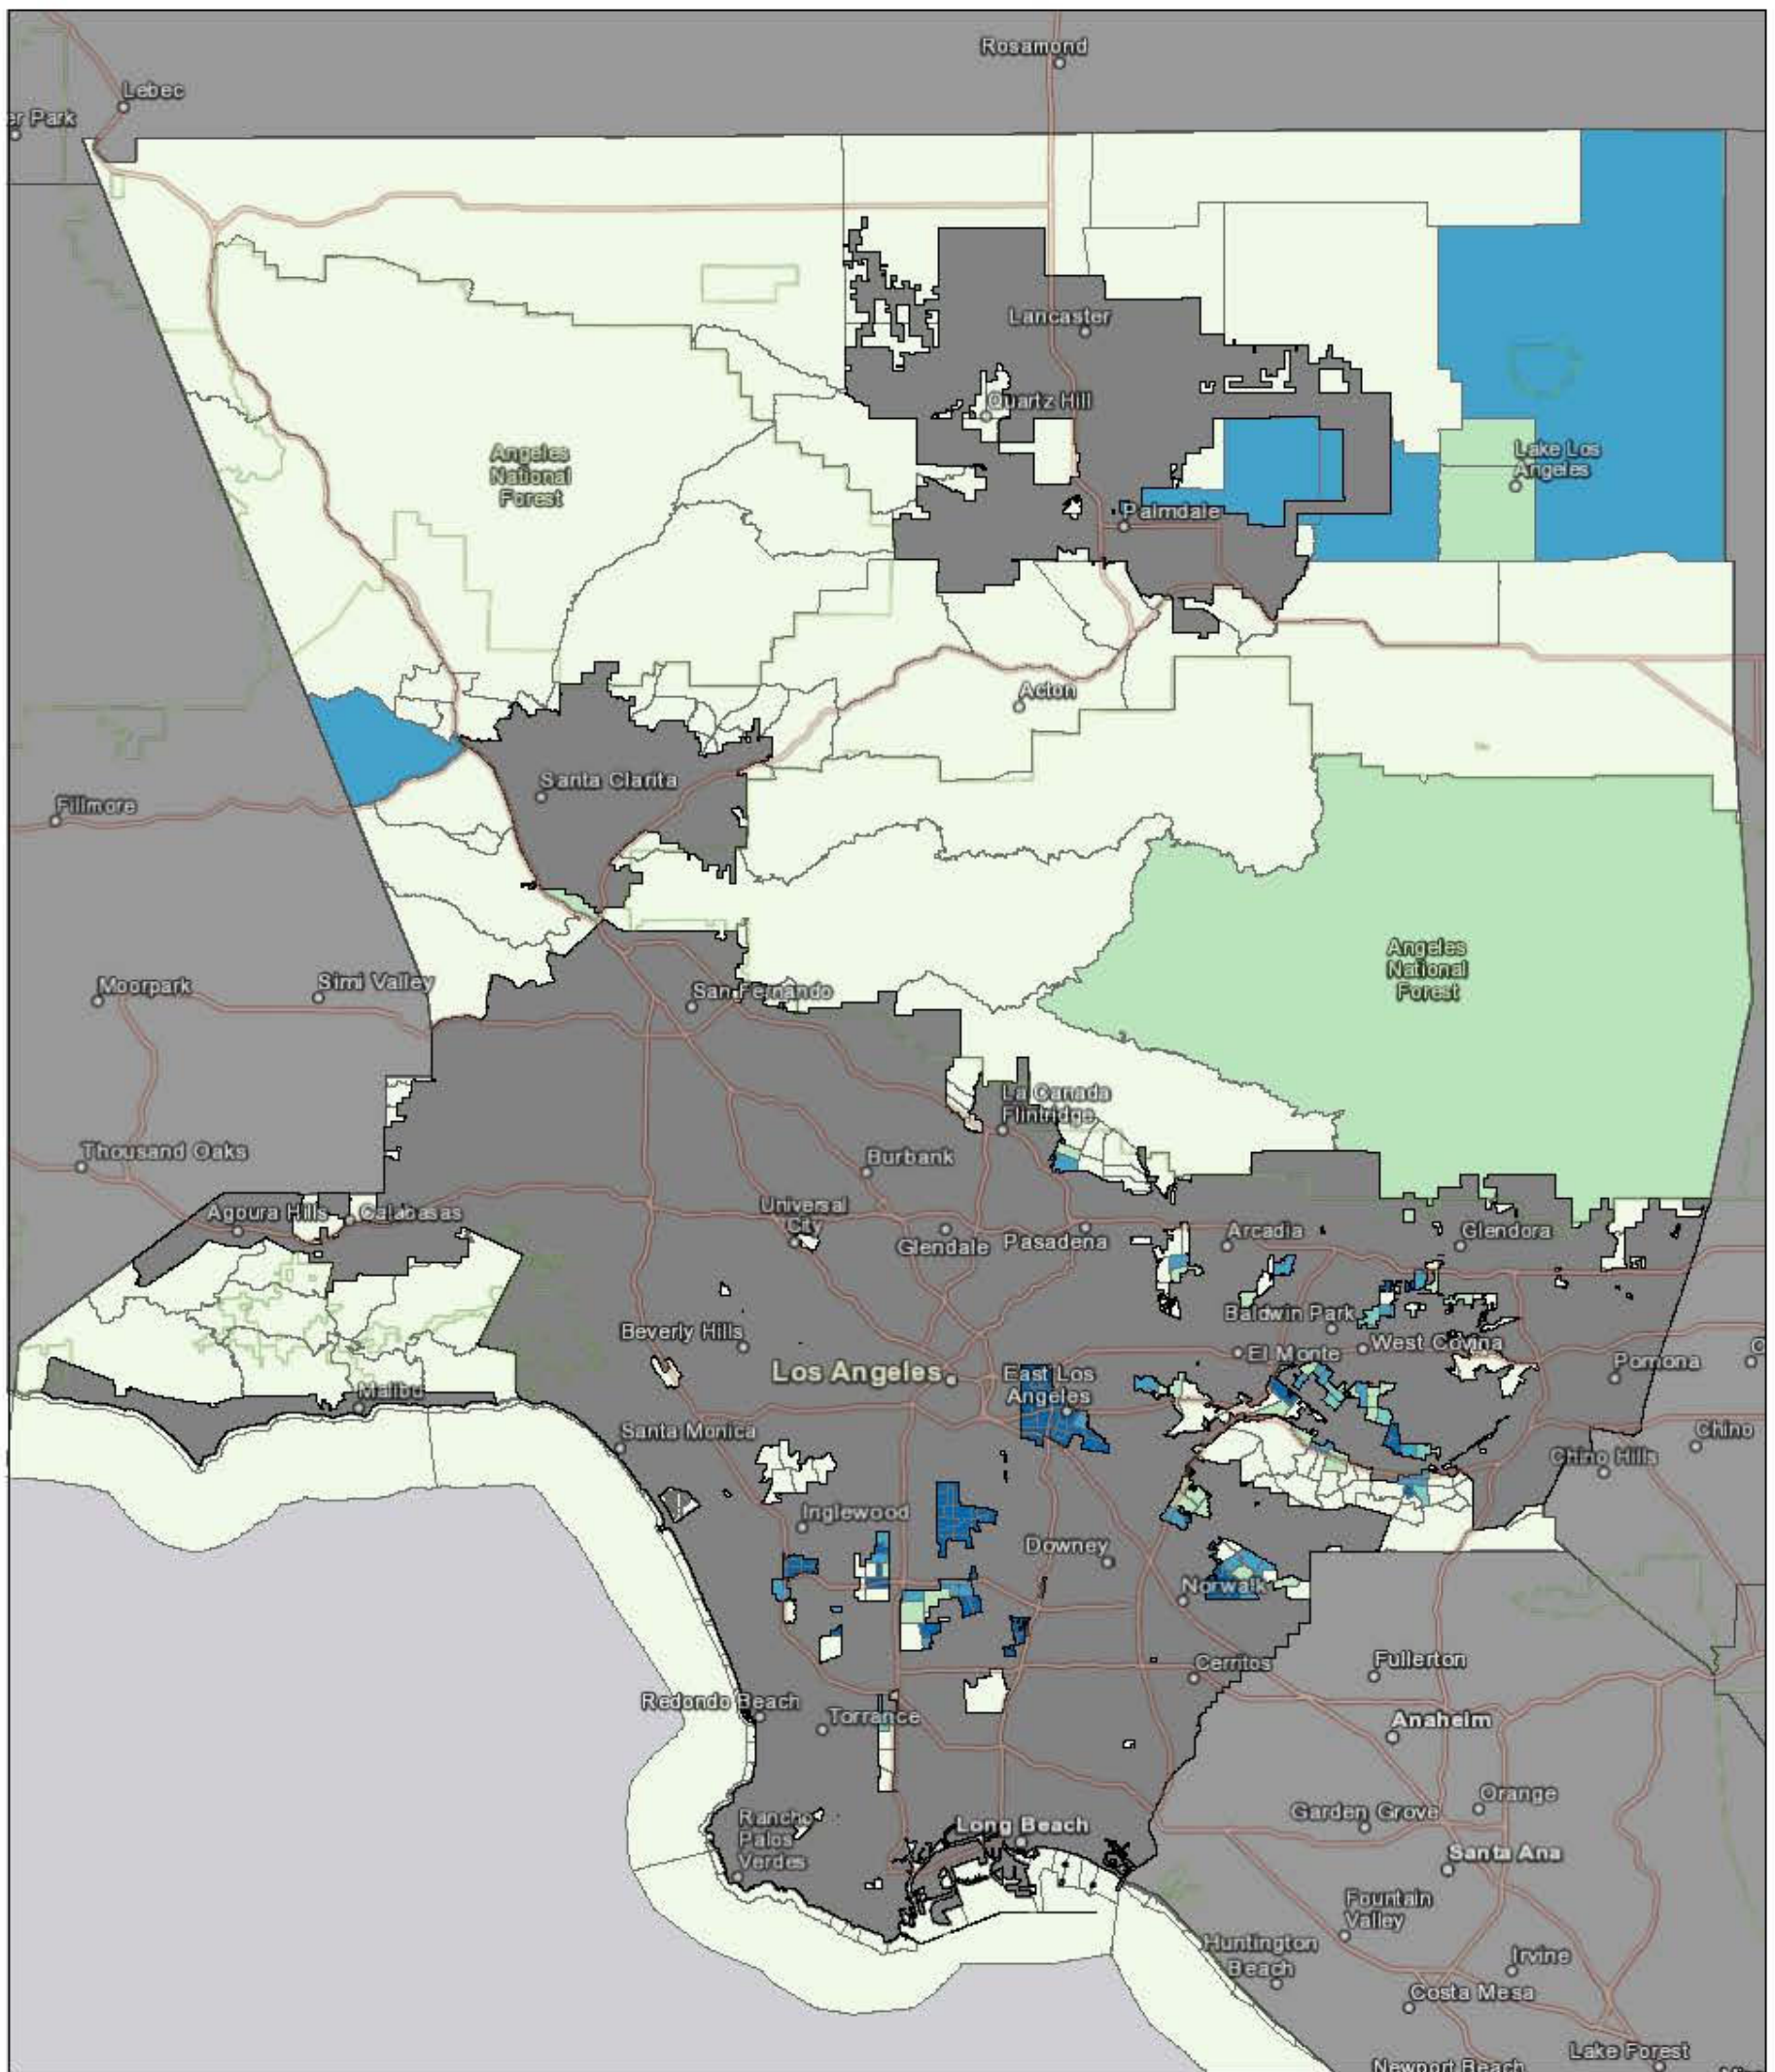 Rosamond
Lebec
er Park
Lancaster
Quartz Hill
Angeles
National
Forest
Lake Los
Angeles
Palmdale
Acton
Santa Clarita
Fillmore
Angeles
National
Forest
Moorpark
Simi Valley
San Fernando
La Canada
Flintridge
Thousand Oaks
Burbank
Agoura Hills
Calabasas
Universal
City
Glendale
Pasadena
Arcadia
Glendora
Baldwin Park
Beverly Hills
El Monte
West Covina
Pomona
Los Angeles
East Los
Angeles
Malibu
Santa Monica
Chino
Chino Hills
Inglewood
Downey
Norwalk
Cerritos
Fullerton
Redondo Beach
Torrance
Anaheim
Orange
Garden Grove
Rancho
Palos
Verdes
Long Beach
Santa Ana
Fountain
Valley
Huntington
Beach
Irvine
Costa Mesa
Lake Forest
Newport Beach